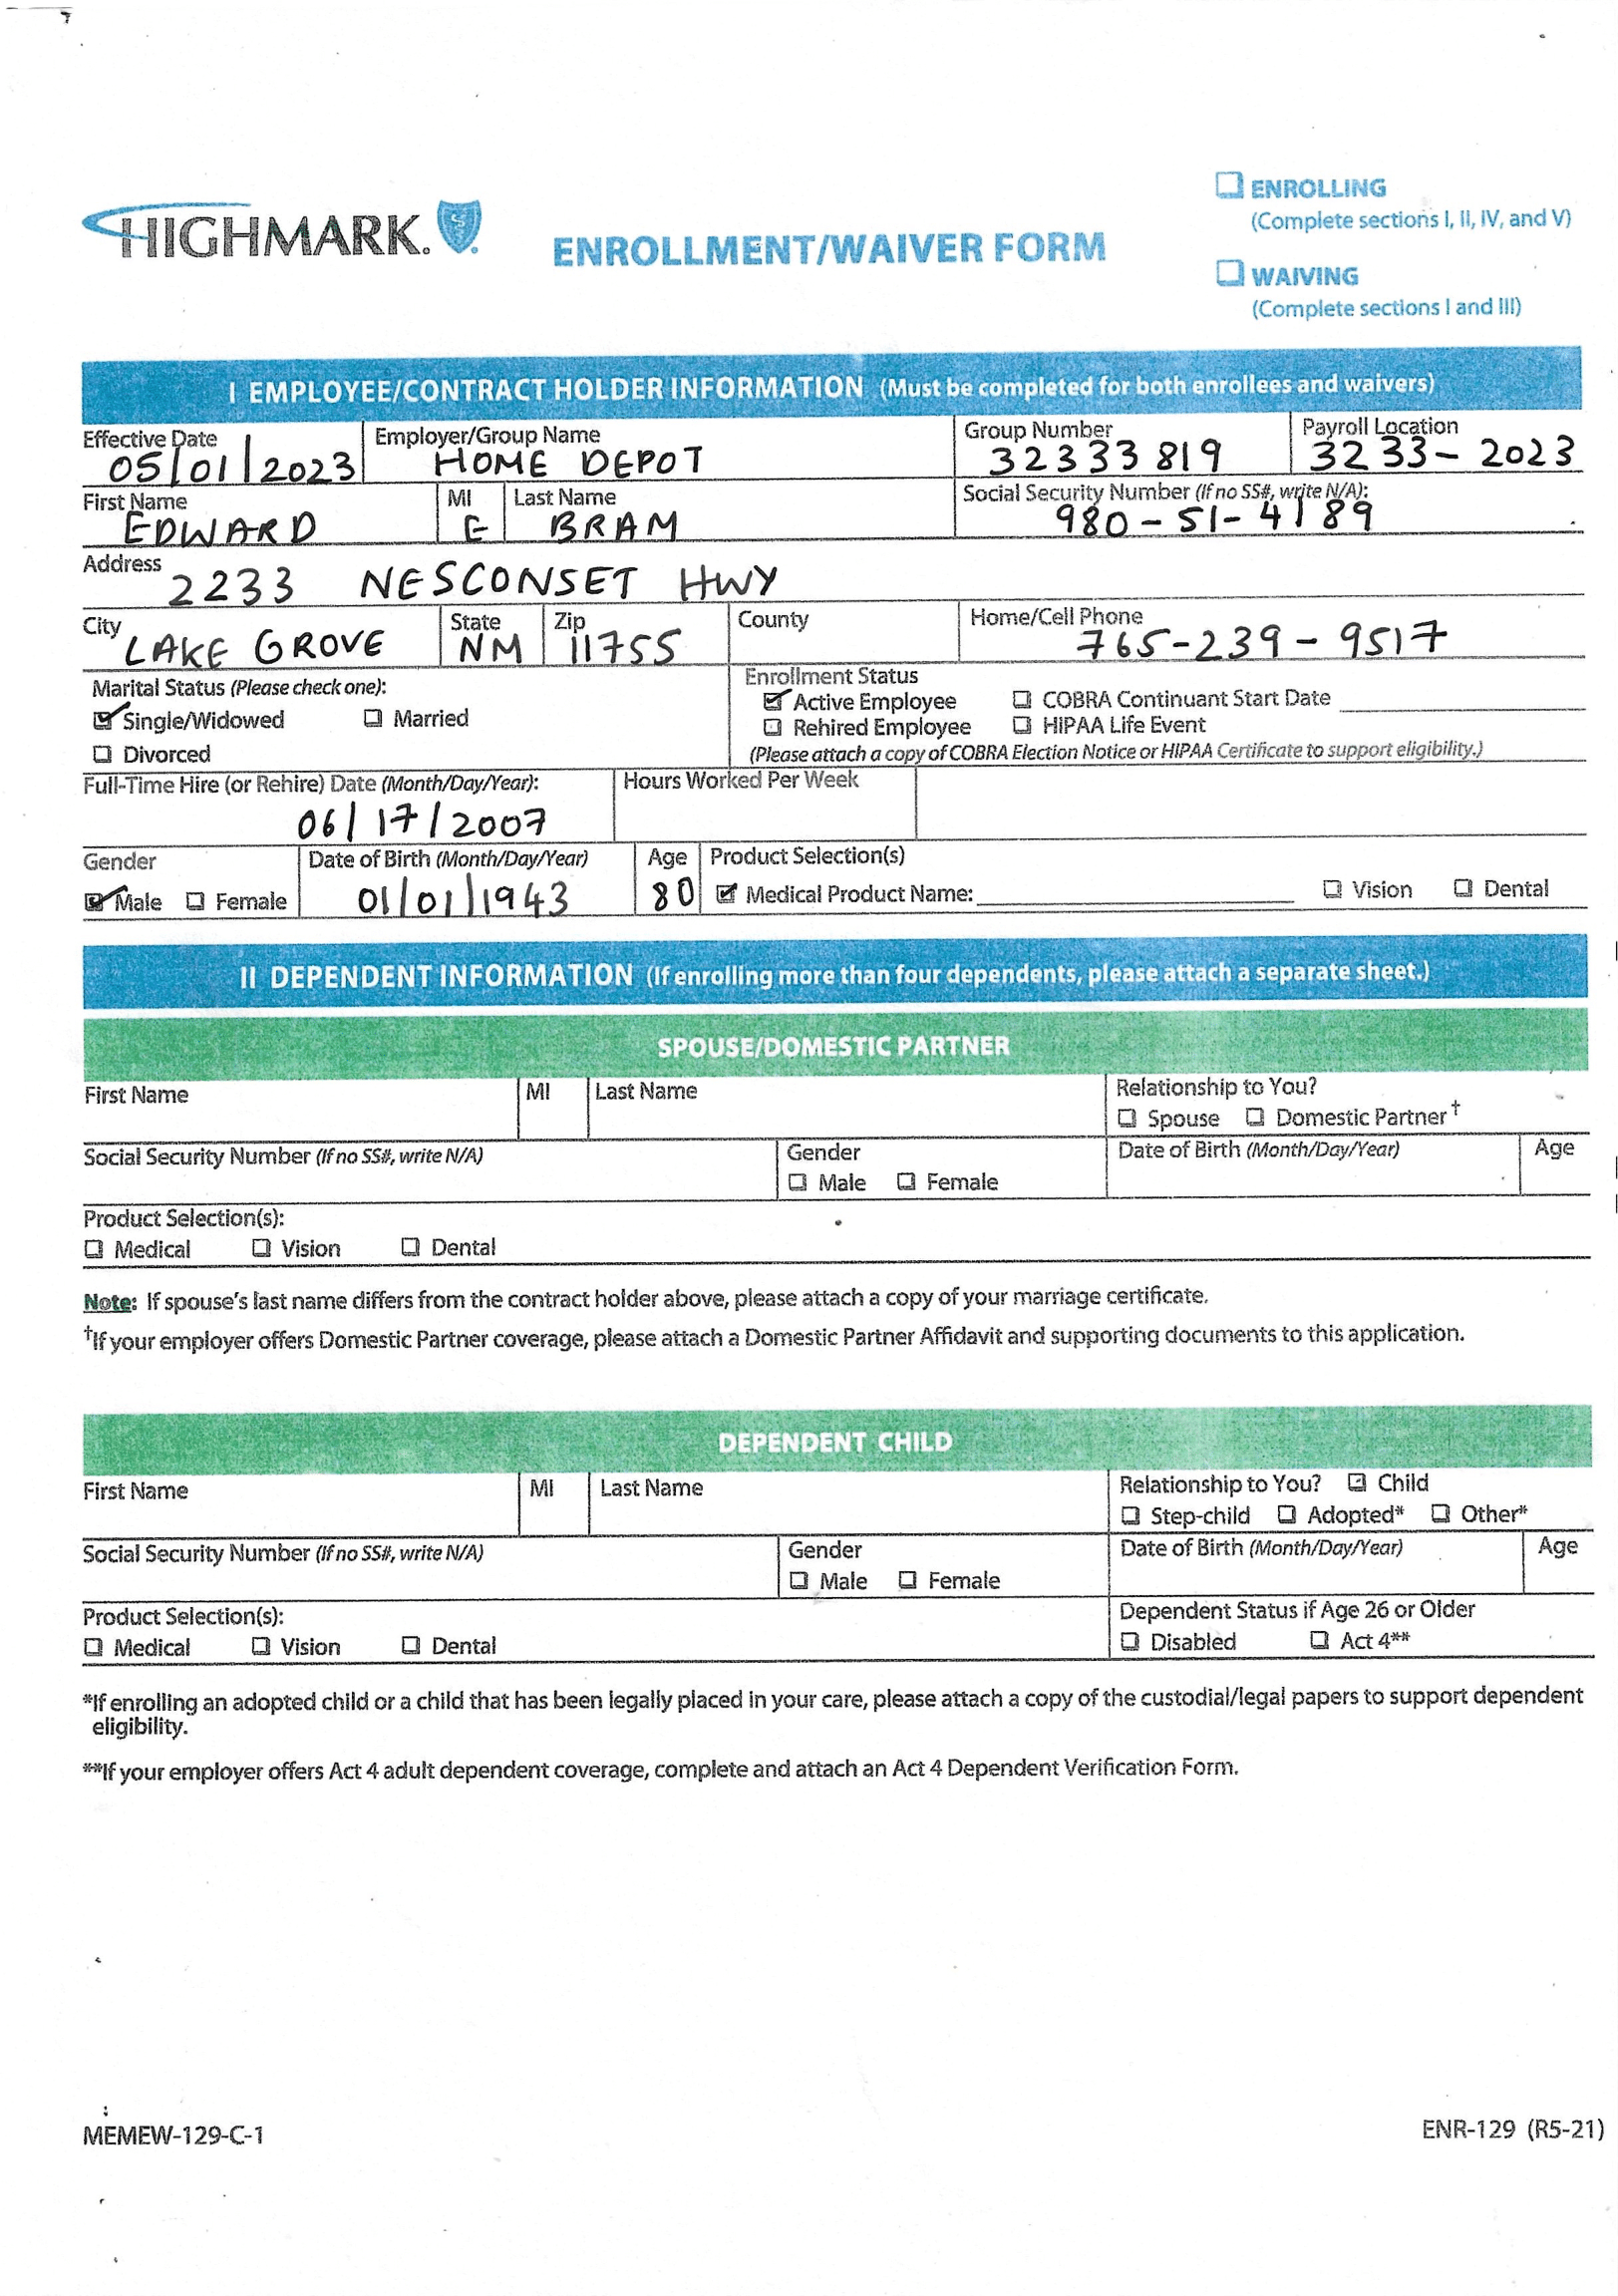 HIGHMARK.
ENROLLMENT/WAIVER FORM
ENROLLING
(Complete sections I, II, IV, and V)
WAIVING
(Complete sections I and III)
I EMPLOYEE/CONTRACT HOLDER INFORMATION (Must be completed for both enrollees and waivers)
Effective Date Employer/Group Name Group Number Payroll Location
05/01/2023 HOME DEPOT 32333819 3233-2023
First Name MI Last Name Social Security Number (If no SS#, write N/A):
EDWARD E BRAM 980-51-4189
Address
2233 NESCONSET HWY
City State Zip County Home/Cell Phone
LAKE GROVE NM 11755 765-239-9517
Marital Status (Please check one): Enrollment Status
Single/Widowed Married Active Employee COBRA Continuant Start Date
Divorced Rehired Employee HIPAA Life Event
(Please attach a copy of COBRA Election Notice or HIPAA Certificate to support eligibility.)
Full-Time Hire (or Rehire) Date (Month/Day/Year): Hours Worked Per Week
06/17/2007
Gender Date of Birth (Month/Day/Year) Age Product Selection(s)
Male Female 01/01/1943 80 Medical Product Name: Vision Dental
II DEPENDENT INFORMATION (If enrolling more than four dependents, please attach a separate sheet.)
SPOUSE/DOMESTIC PARTNER
First Name MI Last Name Relationship to You?
Spouse Domestic Partner†
Social Security Number (If no SS#, write N/A) Gender Date of Birth (Month/Day/Year) Age
Male Female
Product Selection(s):
Medical Vision Dental
Note: If spouse's last name differs from the contract holder above, please attach a copy of your marriage certificate.
†If your employer offers Domestic Partner coverage, please attach a Domestic Partner Affidavit and supporting documents to this application.
DEPENDENT CHILD
First Name MI Last Name Relationship to You? Child
Step-child Adopted* Other*
Social Security Number (If no SS#, write N/A) Gender Date of Birth (Month/Day/Year) Age
Male Female
Product Selection(s): Dependent Status if Age 26 or Older
Medical Vision Dental Disabled Act 4**
*If enrolling an adopted child or a child that has been legally placed in your care, please attach a copy of the custodial/legal papers to support dependent
eligibility.
**If your employer offers Act 4 adult dependent coverage, complete and attach an Act 4 Dependent Verification Form.
MEMEW-129-C-1 ENR-129 (R5-21)